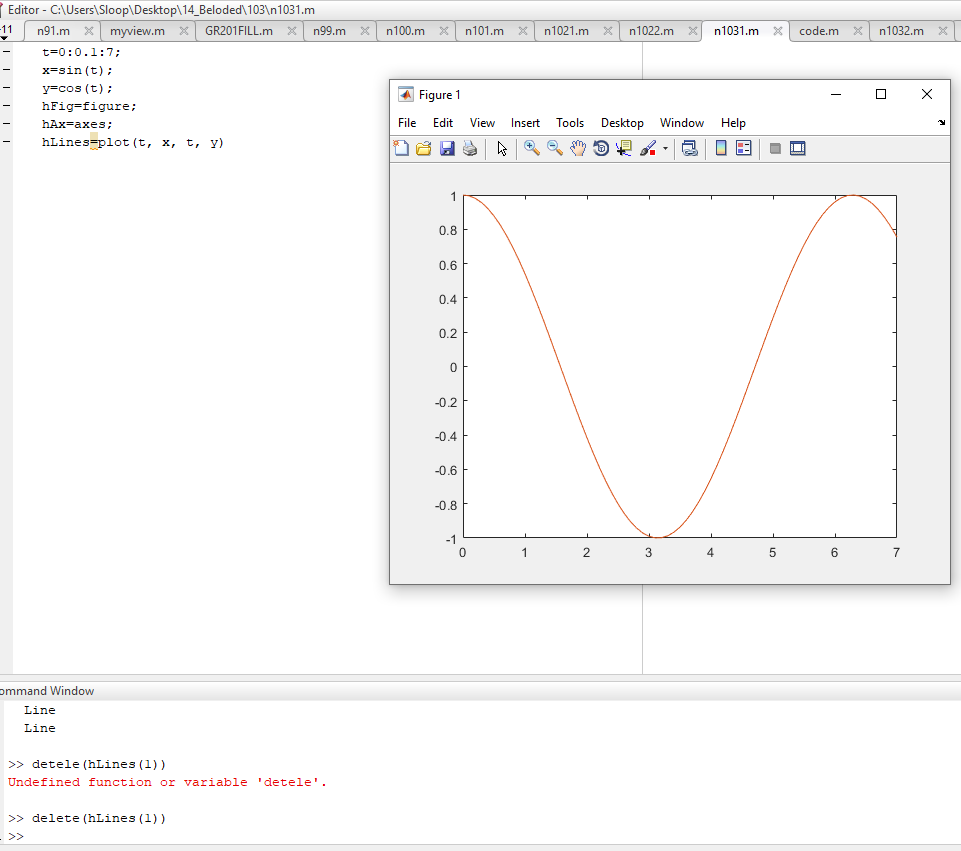 Editor - C:\Users\Sloop\Desktop\14_Beloded\103\n1031.m
11 n91.m myview.m GR201FILL.m n99.m n100.m n101.m n1021.m n1022.m n1031.m code.m n1032.m
t=0:0.1:7;
x=sin(t);
y=cos(t);
hFig=figure;
hAx=axes;
hLines=plot(t, x, t, y)
Figure 1
File Edit View Insert Tools Desktop Window Help
1
0.8
0.6
0.4
0.2
0
-0.2
-0.4
-0.6
-0.8
-1
0 1 2 3 4 5 6 7
ommand Window
Line
Line
>> detele(hLines(1))
Undefined function or variable 'detele'.
>> delete(hLines(1))
>>